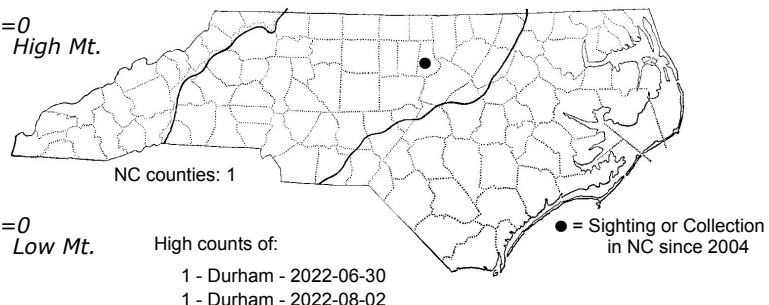 =0
High Mt.
NC counties: 1
=0
Low Mt.
High counts of:
1 - Durham - 2022-06-30
1 - Durham - 2022-08-02
● = Sighting or Collection
in NC since 2004